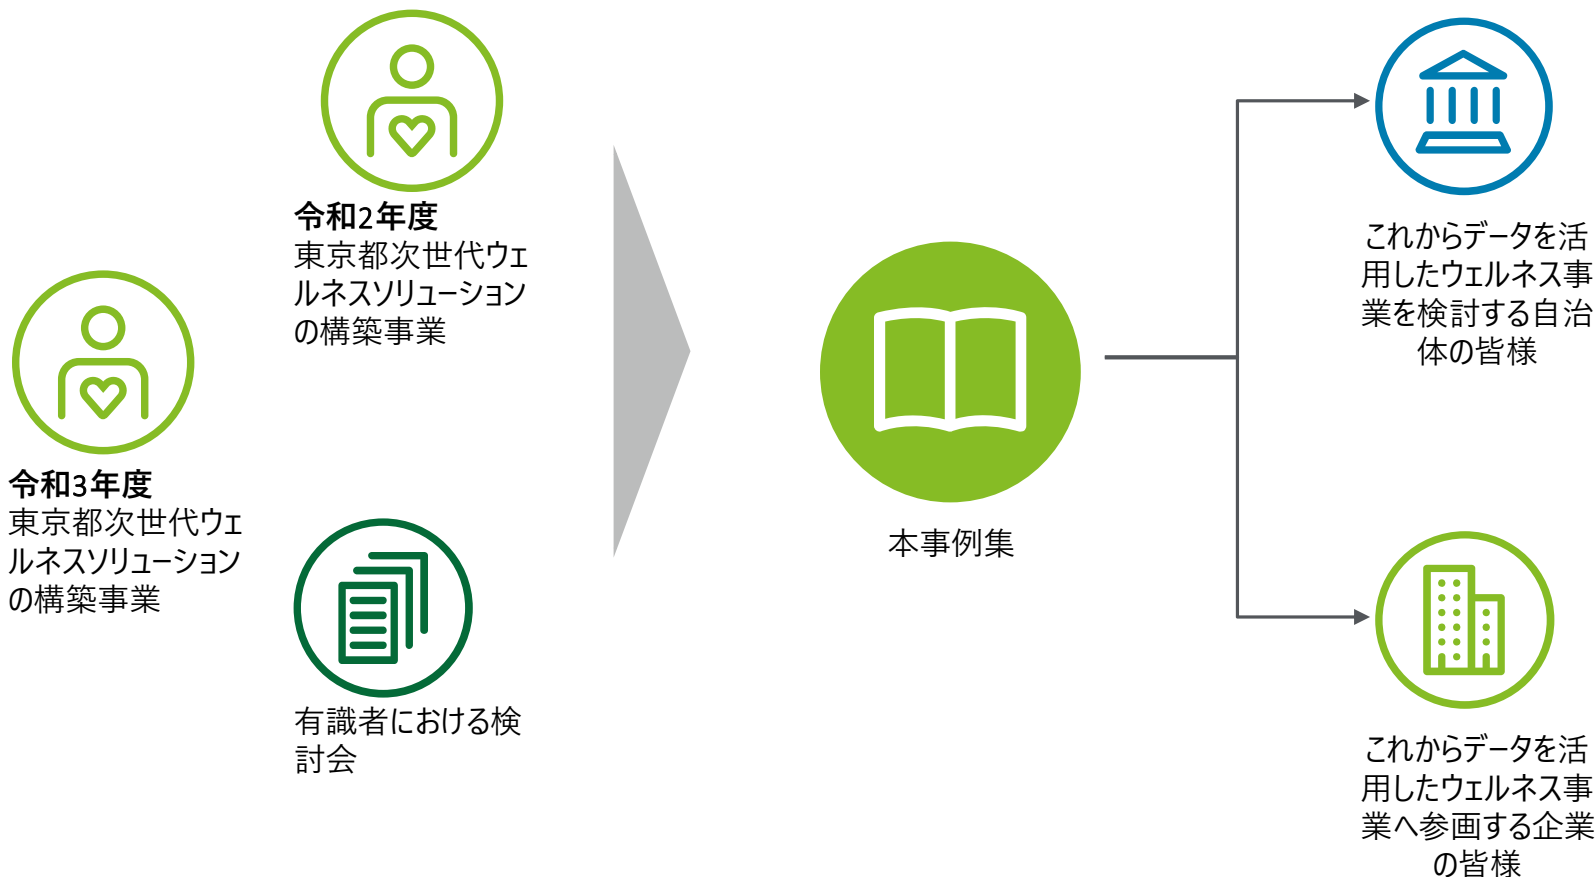 令和2年度
東京都次世代ウェ
ルネスソリューション
の構築事業
令和3年度
東京都次世代ウェ
ルネスソリューション
の構築事業
有識者における検
討会
本事例集
これからデータを活
用したウェルネス事
業を検討する自治
体の皆様
これからデータを活
用したウェルネス事
業へ参画する企業
の皆様